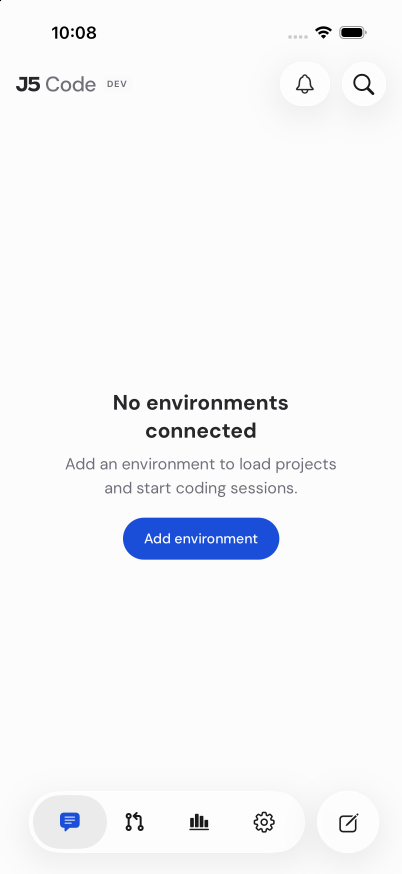 10:08
J5 Code DEV
No environments
connected
Add an environment to load projects
and start coding sessions.
Add environment